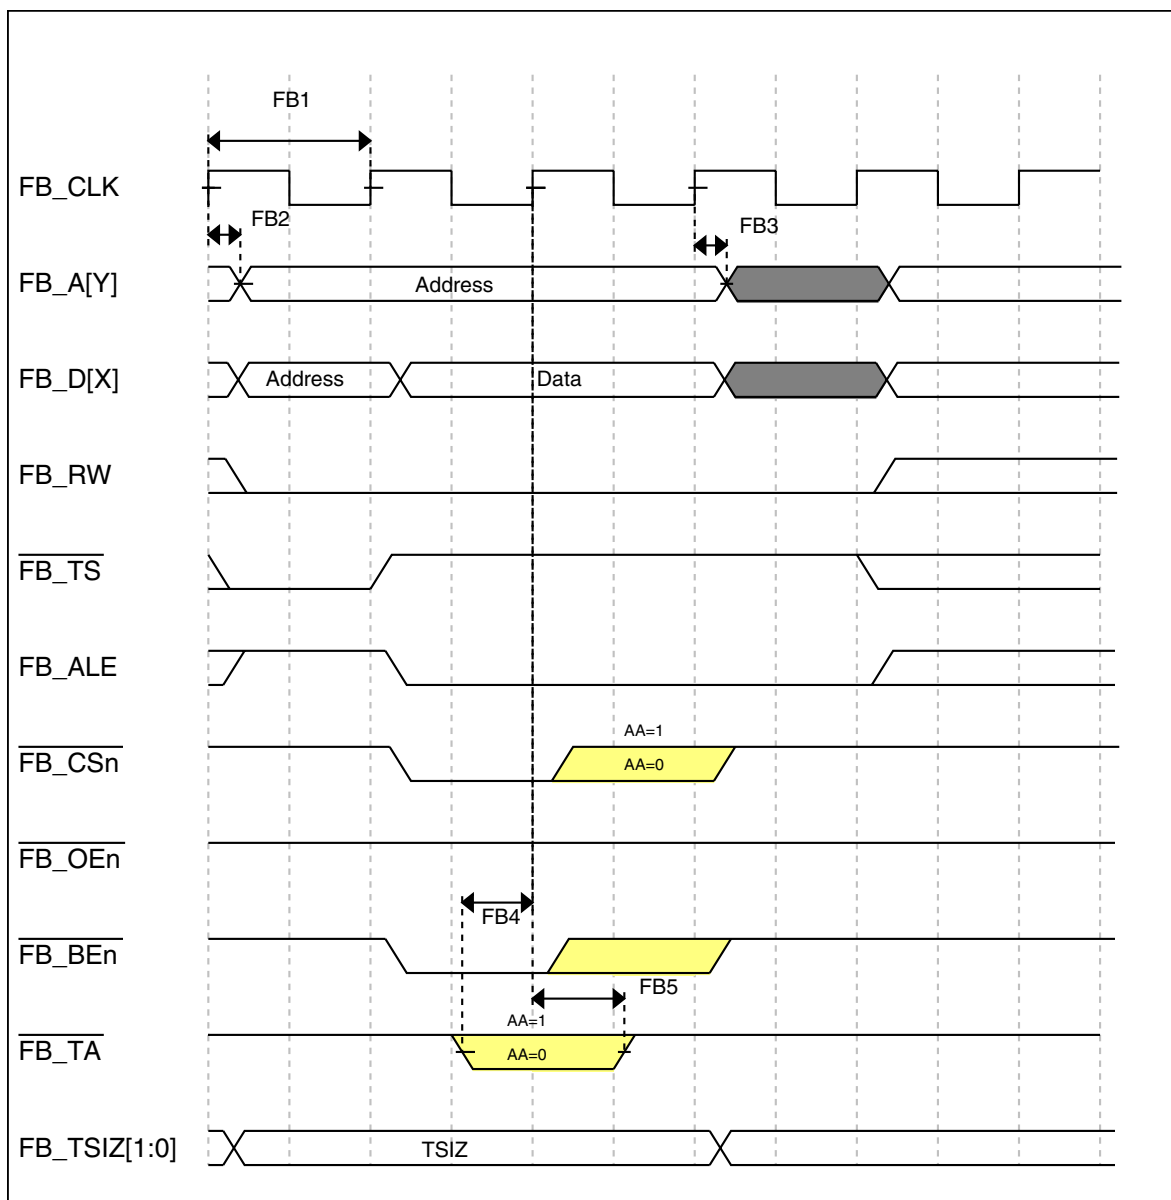 FB1
FB_CLK
FB2
FB3
FB_A[Y]
Address
FB_D[X]
Address
Data
FB_RW
FB_TS
FB_ALE
AA=1
FB_CSn
AA=0
FB_OEn
FB4
FB_BEn
FB5
AA=1
FB_TA
AA=0
FB_TSIZ[1:0]
TSIZ